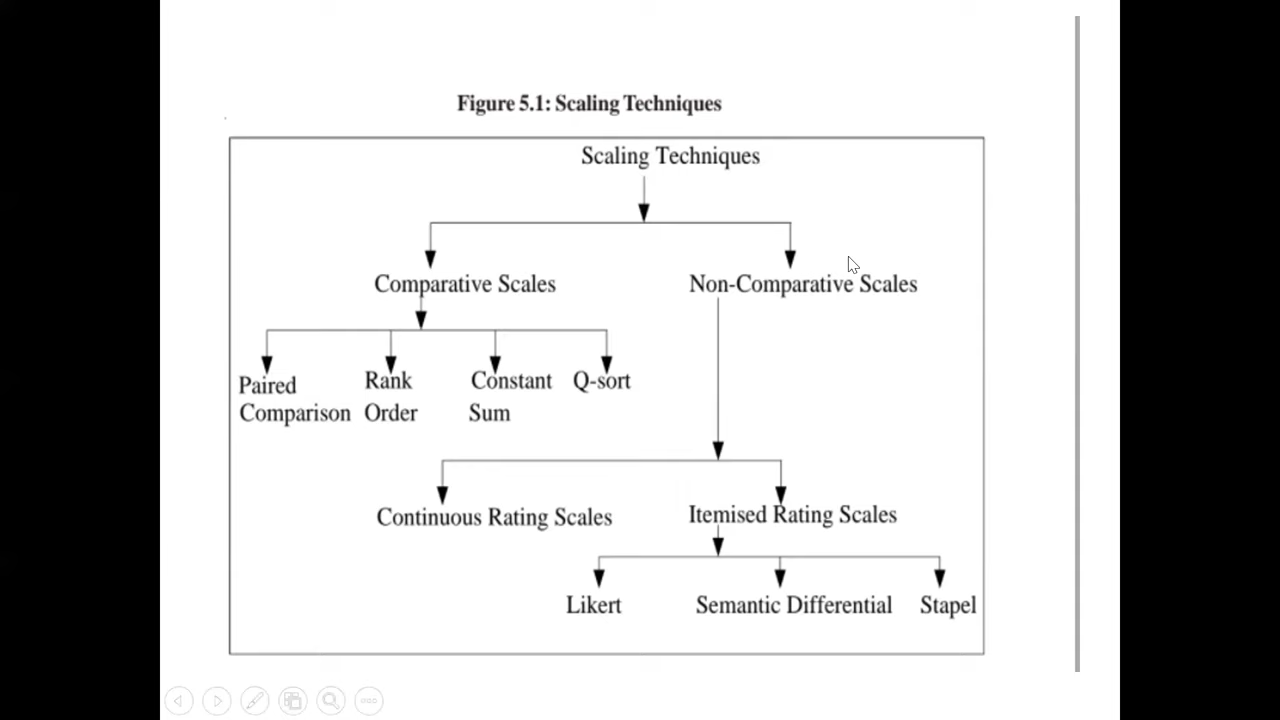 Figure 5.1: Scaling Techniques
Scaling Techniques
Comparative Scales
Non-Comparative Scales
Paired
Comparison
Rank
Order
Constant
Sum
Q-sort
Continuous Rating Scales
Itemised Rating Scales
Likert
Semantic Differential
Stapel